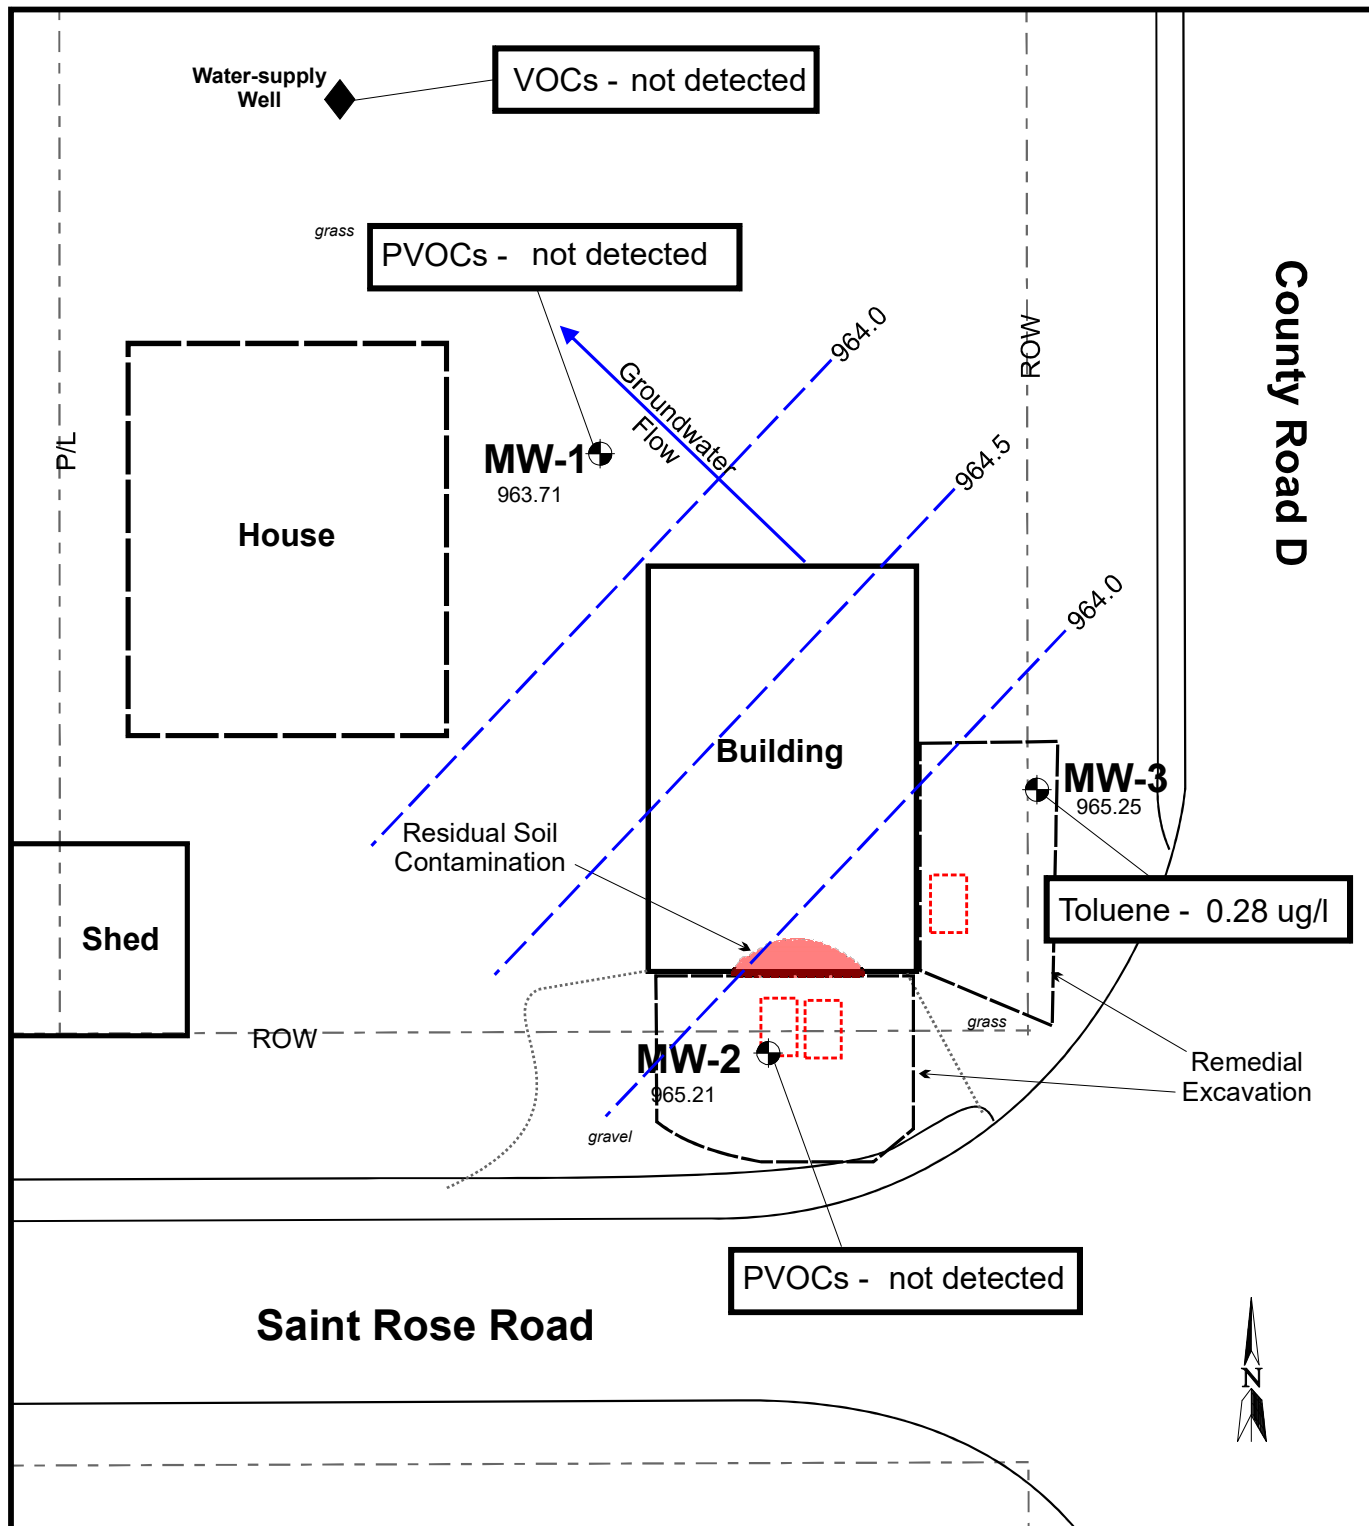 Water-supply
Well
VOCs - not detected
grass
PVOCs - not detected
County Road D
ROW
964.0
Groundwater
Flow
P/L
MW-1
963.71
964.5
House
964.0
Building
MW-3
965.25
Residual Soil
Contamination
Toluene - 0.28 ug/l
Shed
grass
ROW
MW-2
965.21
Remedial
Excavation
gravel
PVOCs - not detected
Saint Rose Road
N